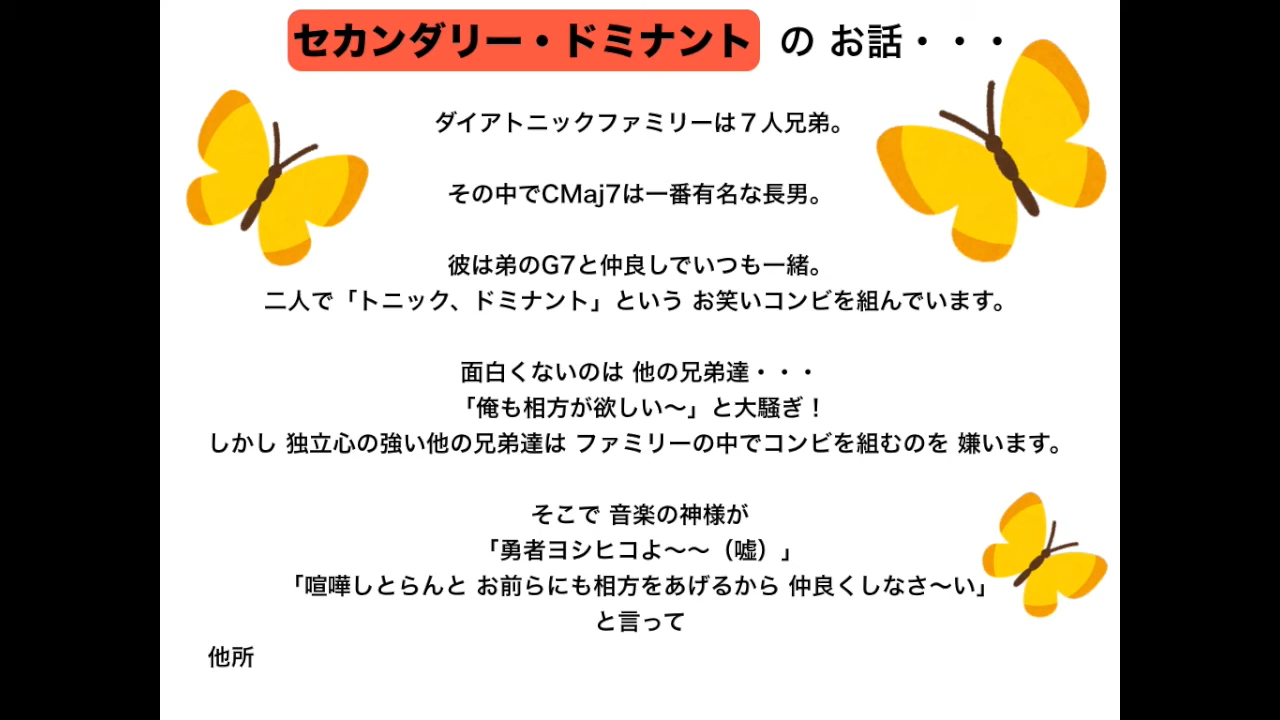 セカンダリー・ドミナント の お話・・・
ダイアトニックファミリーは７人兄弟。
その中でCMaj7は一番有名な長男。
彼は弟のG7と仲良しでいつも一緒。
二人で「トニック、ドミナント」という お笑いコンビを組んでいます。
面白くないのは 他の兄弟達・・・
「俺も相方が欲しい〜」と大騒ぎ！
しかし 独立心の強い他の兄弟達は ファミリーの中でコンビを組むのを 嫌います。
そこで 音楽の神様が
「勇者ヨシヒコよ〜〜（嘘）」
「喧嘩しとらんと お前らにも相方をあげるから 仲良くしなさ〜い」
と言って
他所